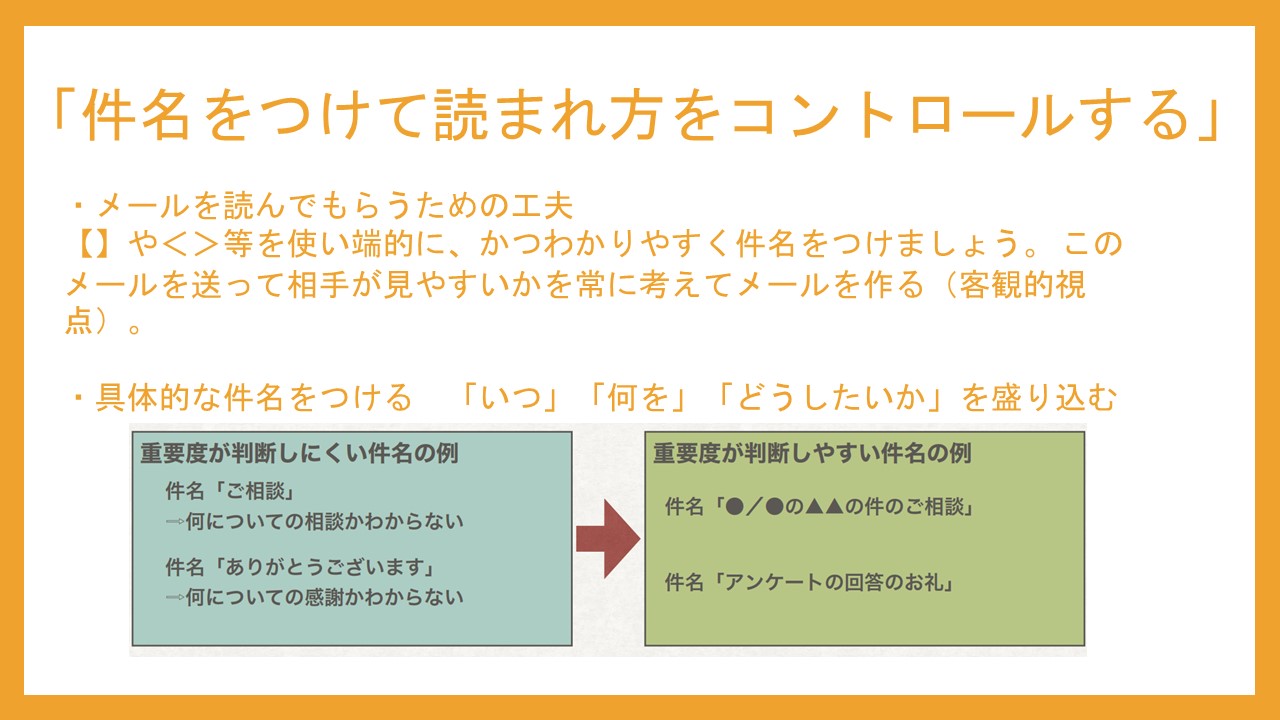 「件名をつけて読まれ方をコントロールする」
・メールを読んでもらうための工夫
【】や＜＞等を使い端的に、かつわかりやすく件名をつけましょう。 この
メールを送って相手が見やすいかを常に考えてメールを作る（客観的視
点）。
・具体的な件名をつける　「いつ」「何を」「どうしたいか」を盛り込む
重要度が判断しにくい件名の例
件名「ご相談」
⇨何についての相談かわからない
件名「ありがとうございます」
⇨何についての感謝かわからない
重要度が判断しやすい件名の例
件名「●／●の▲▲の件のご相談」
件名「アンケートの回答のお礼」